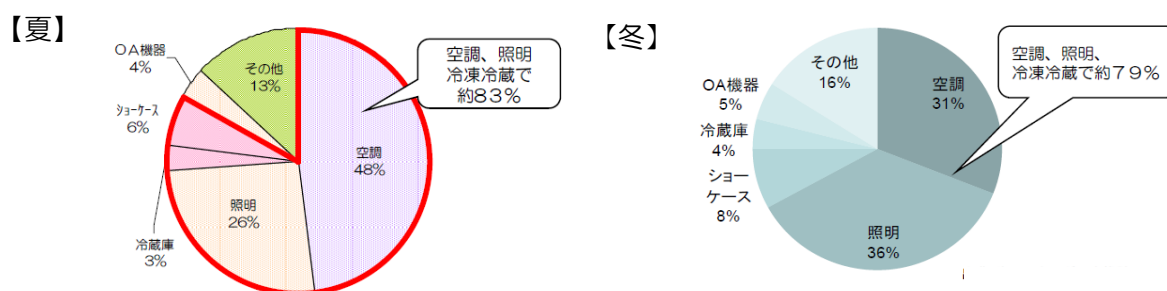 【夏】
ＯＡ機器
4%
その他
13%
ショーケース
6%
空調
48%
照明
26%
冷蔵庫
3%
空調、照明
冷凍冷蔵で
約８３％
【冬】
その他
16%
空調
31%
OA機器
5%
冷蔵庫
4%
ショー
ケース
8%
照明
36%
空調、照明、
冷凍冷蔵で約７９％